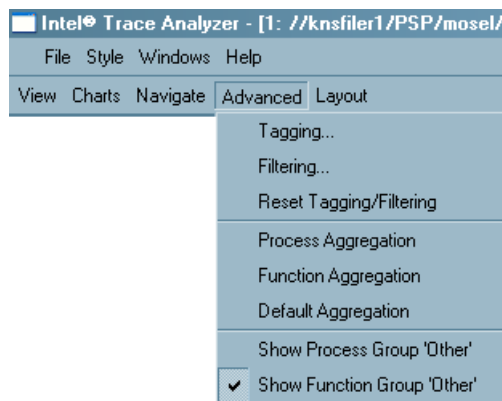 Intel® Trace Analyzer - [1: //knsfiler1/PSP/mosel/
File Style Windows Help
View Charts Navigate Advanced Layout
Tagging...
Filtering...
Reset Tagging/Filtering
Process Aggregation
Function Aggregation
Default Aggregation
Show Process Group 'Other'
Show Function Group 'Other'